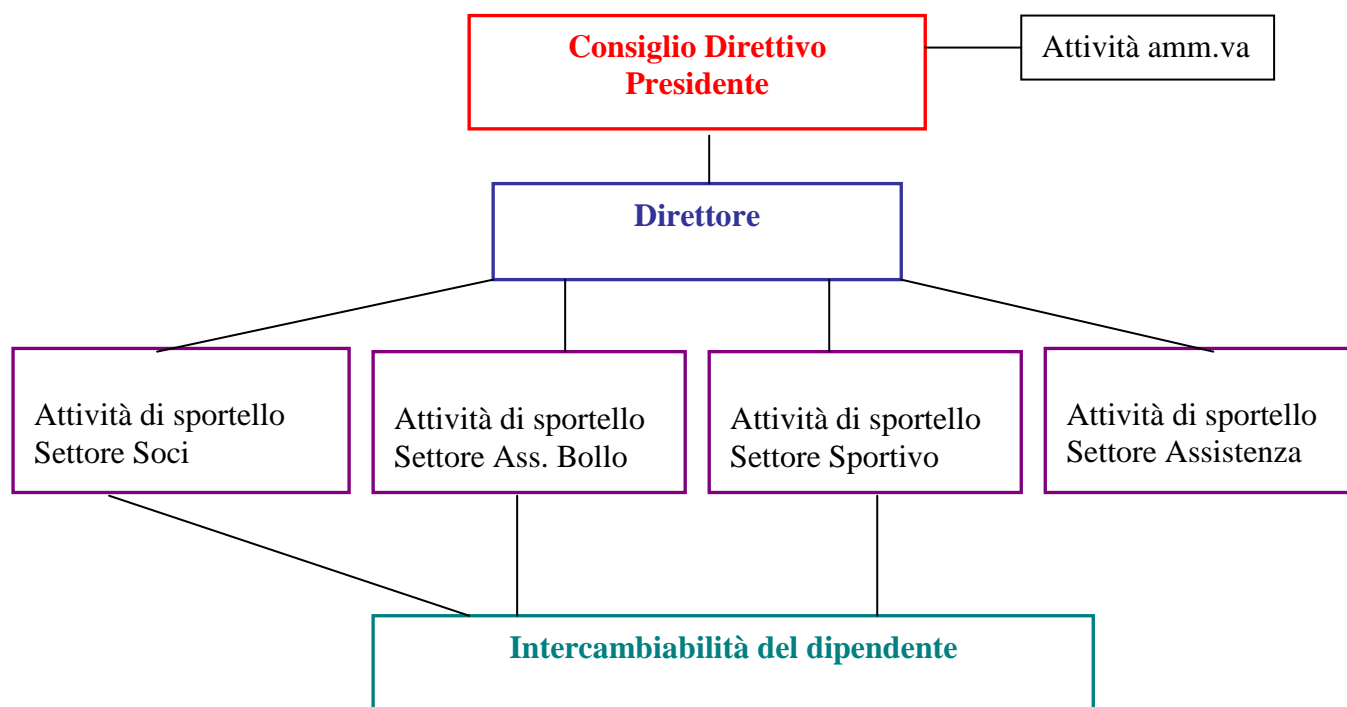 Consiglio Direttivo
Presidente
Attività amm.va
Direttore
Attività di sportello
Settore Soci
Attività di sportello
Settore Ass. Bollo
Attività di sportello
Settore Sportivo
Attività di sportello
Settore Assistenza
Intercambiabilità del dipendente